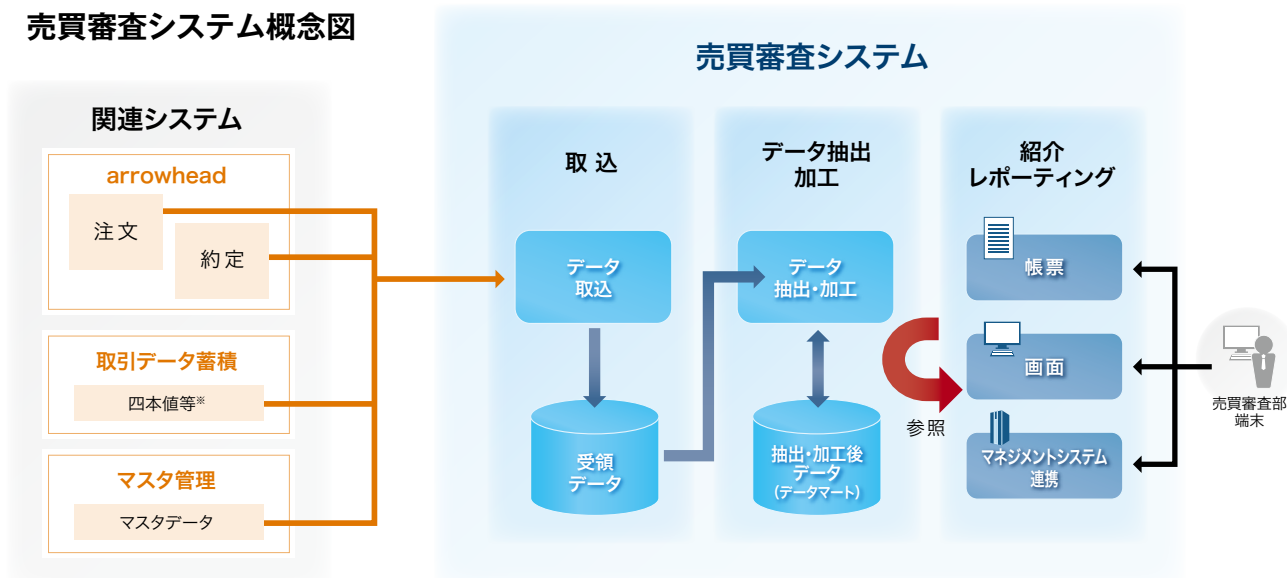 売買審査システム概念図
売買審査システム
関連システム
arrowhead
注文
約定
取引データ蓄積
四本値等※
マスタ管理
マスタデータ
取 込
データ
取込
受領
データ
データ抽出
加工
データ
抽出・加工
抽出・加工後
データ
(データマート)
参照
紹介
レポーティング
帳票
画面
マネジメントシステム
連携
売買審査部
端末